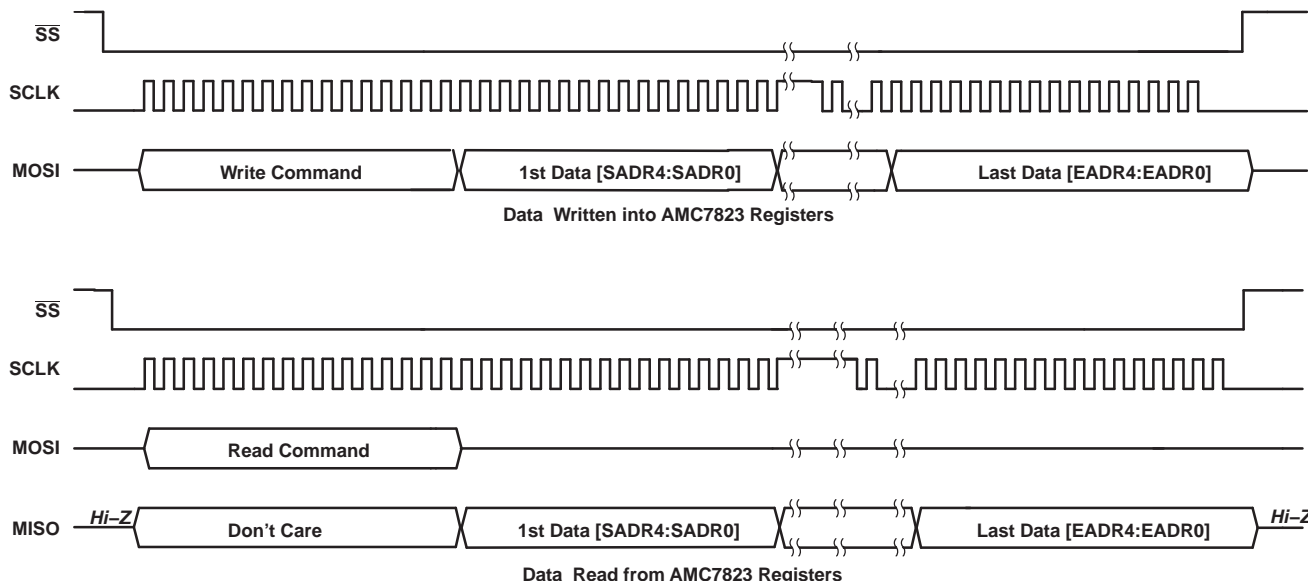 SS
SCLK
MOSI Write Command 1st Data [SADR4:SADR0] Last Data [EADR4:EADR0]
Data Written into AMC7823 Registers
SS
SCLK
MOSI Read Command
MISO Hi–Z Don't Care 1st Data [SADR4:SADR0] Last Data [EADR4:EADR0] Hi–Z
Data Read from AMC7823 Registers